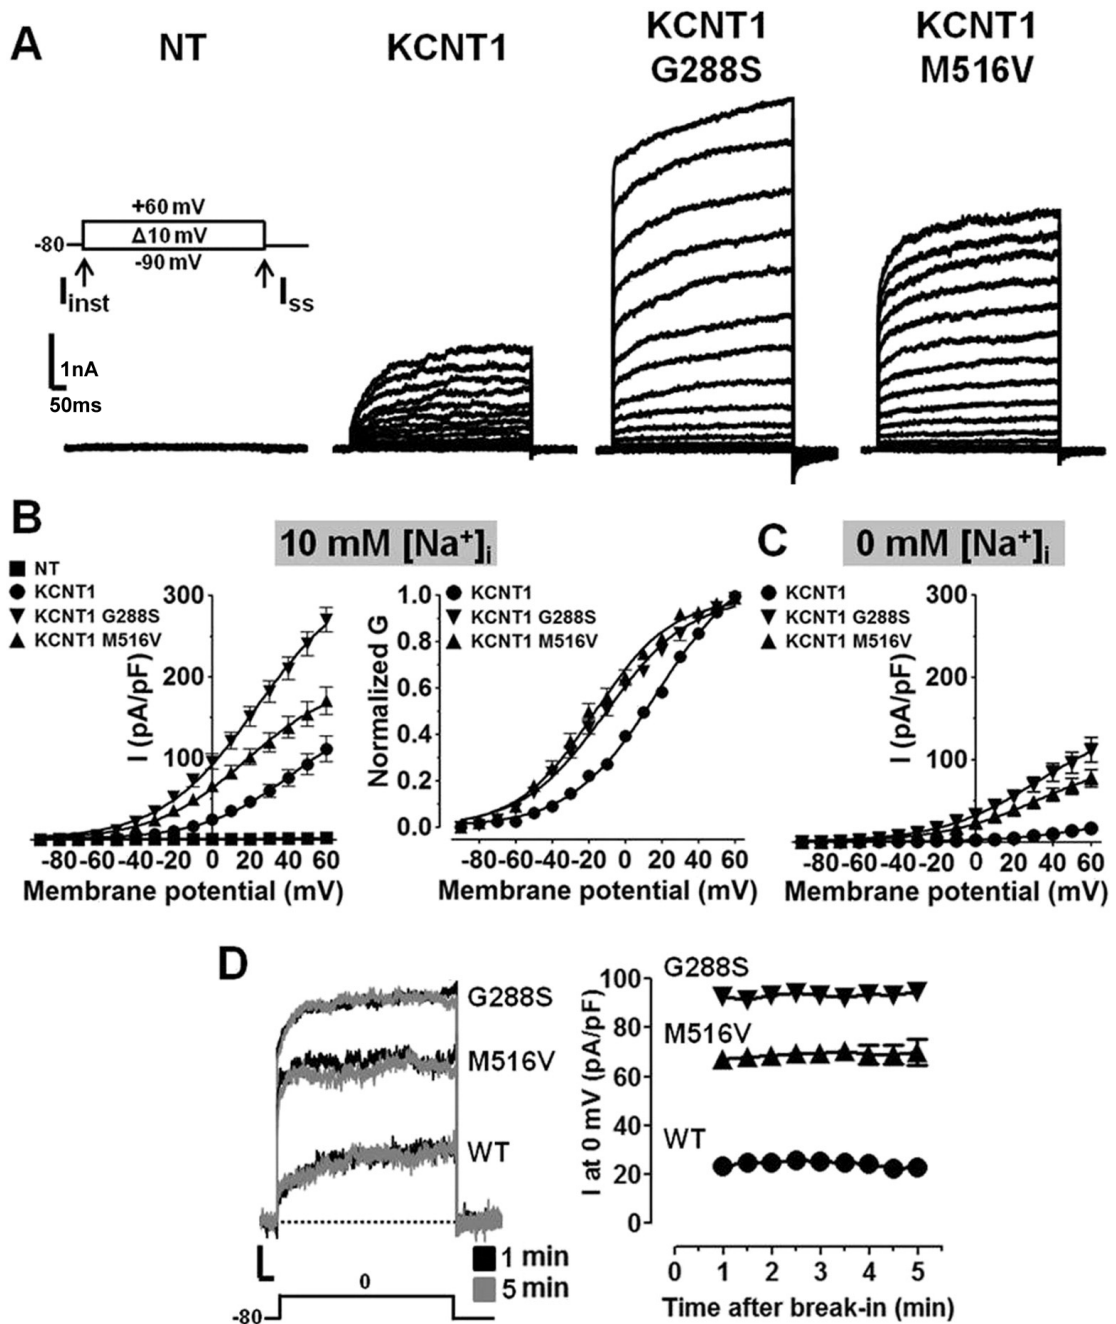 A
NT
KCNT1
KCNT1
G288S
KCNT1
M516V
+60 mV
-80
Δ10 mV
-90 mV
Iinst
Iss
1nA
50ms
B
10 mM [Na+]i
NT
KCNT1
KCNT1 G288S
KCNT1 M516V
300
200
100
I (pA/pF)
-80 -60 -40 -20 0 20 40 60
Membrane potential (mV)
KCNT1
KCNT1 G288S
KCNT1 M516V
1.0
0.8
0.6
0.4
0.2
0.0
Normalized G
-80 -60 -40 -20 0 20 40 60
Membrane potential (mV)
C
0 mM [Na+]i
KCNT1
KCNT1 G288S
KCNT1 M516V
300
200
100
I (pA/pF)
-80 -60 -40 -20 0 20 40 60
Membrane potential (mV)
D
G288S
M516V
WT
1 min
5 min
0
-80
G288S
M516V
WT
100
80
60
40
20
0
I at 0 mV (pA/pF)
0 1 2 3 4 5
Time after break-in (min)